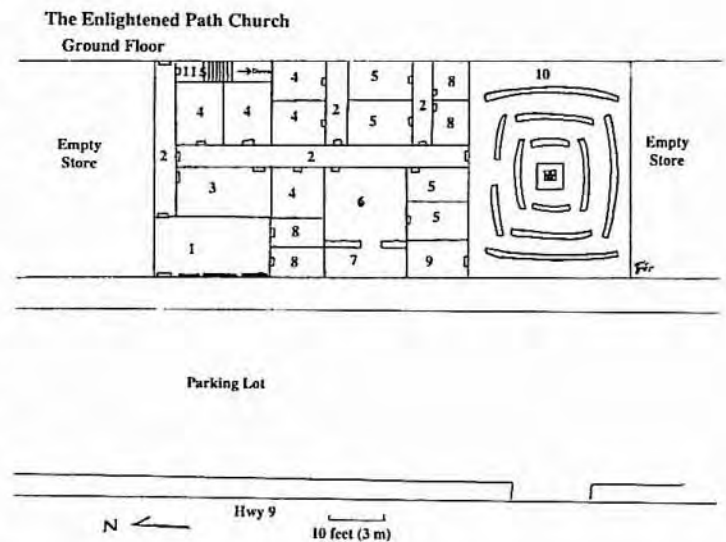 The Enlightened Path Church
Ground Floor
11S
4 5 8 10
4 4 4 2 5 2 8
Empty Store
Empty Store
2
2
3 4 6 5
5
8
1 8 7 9
Parking Lot
Hwy 9
N
10 feet (3 m)